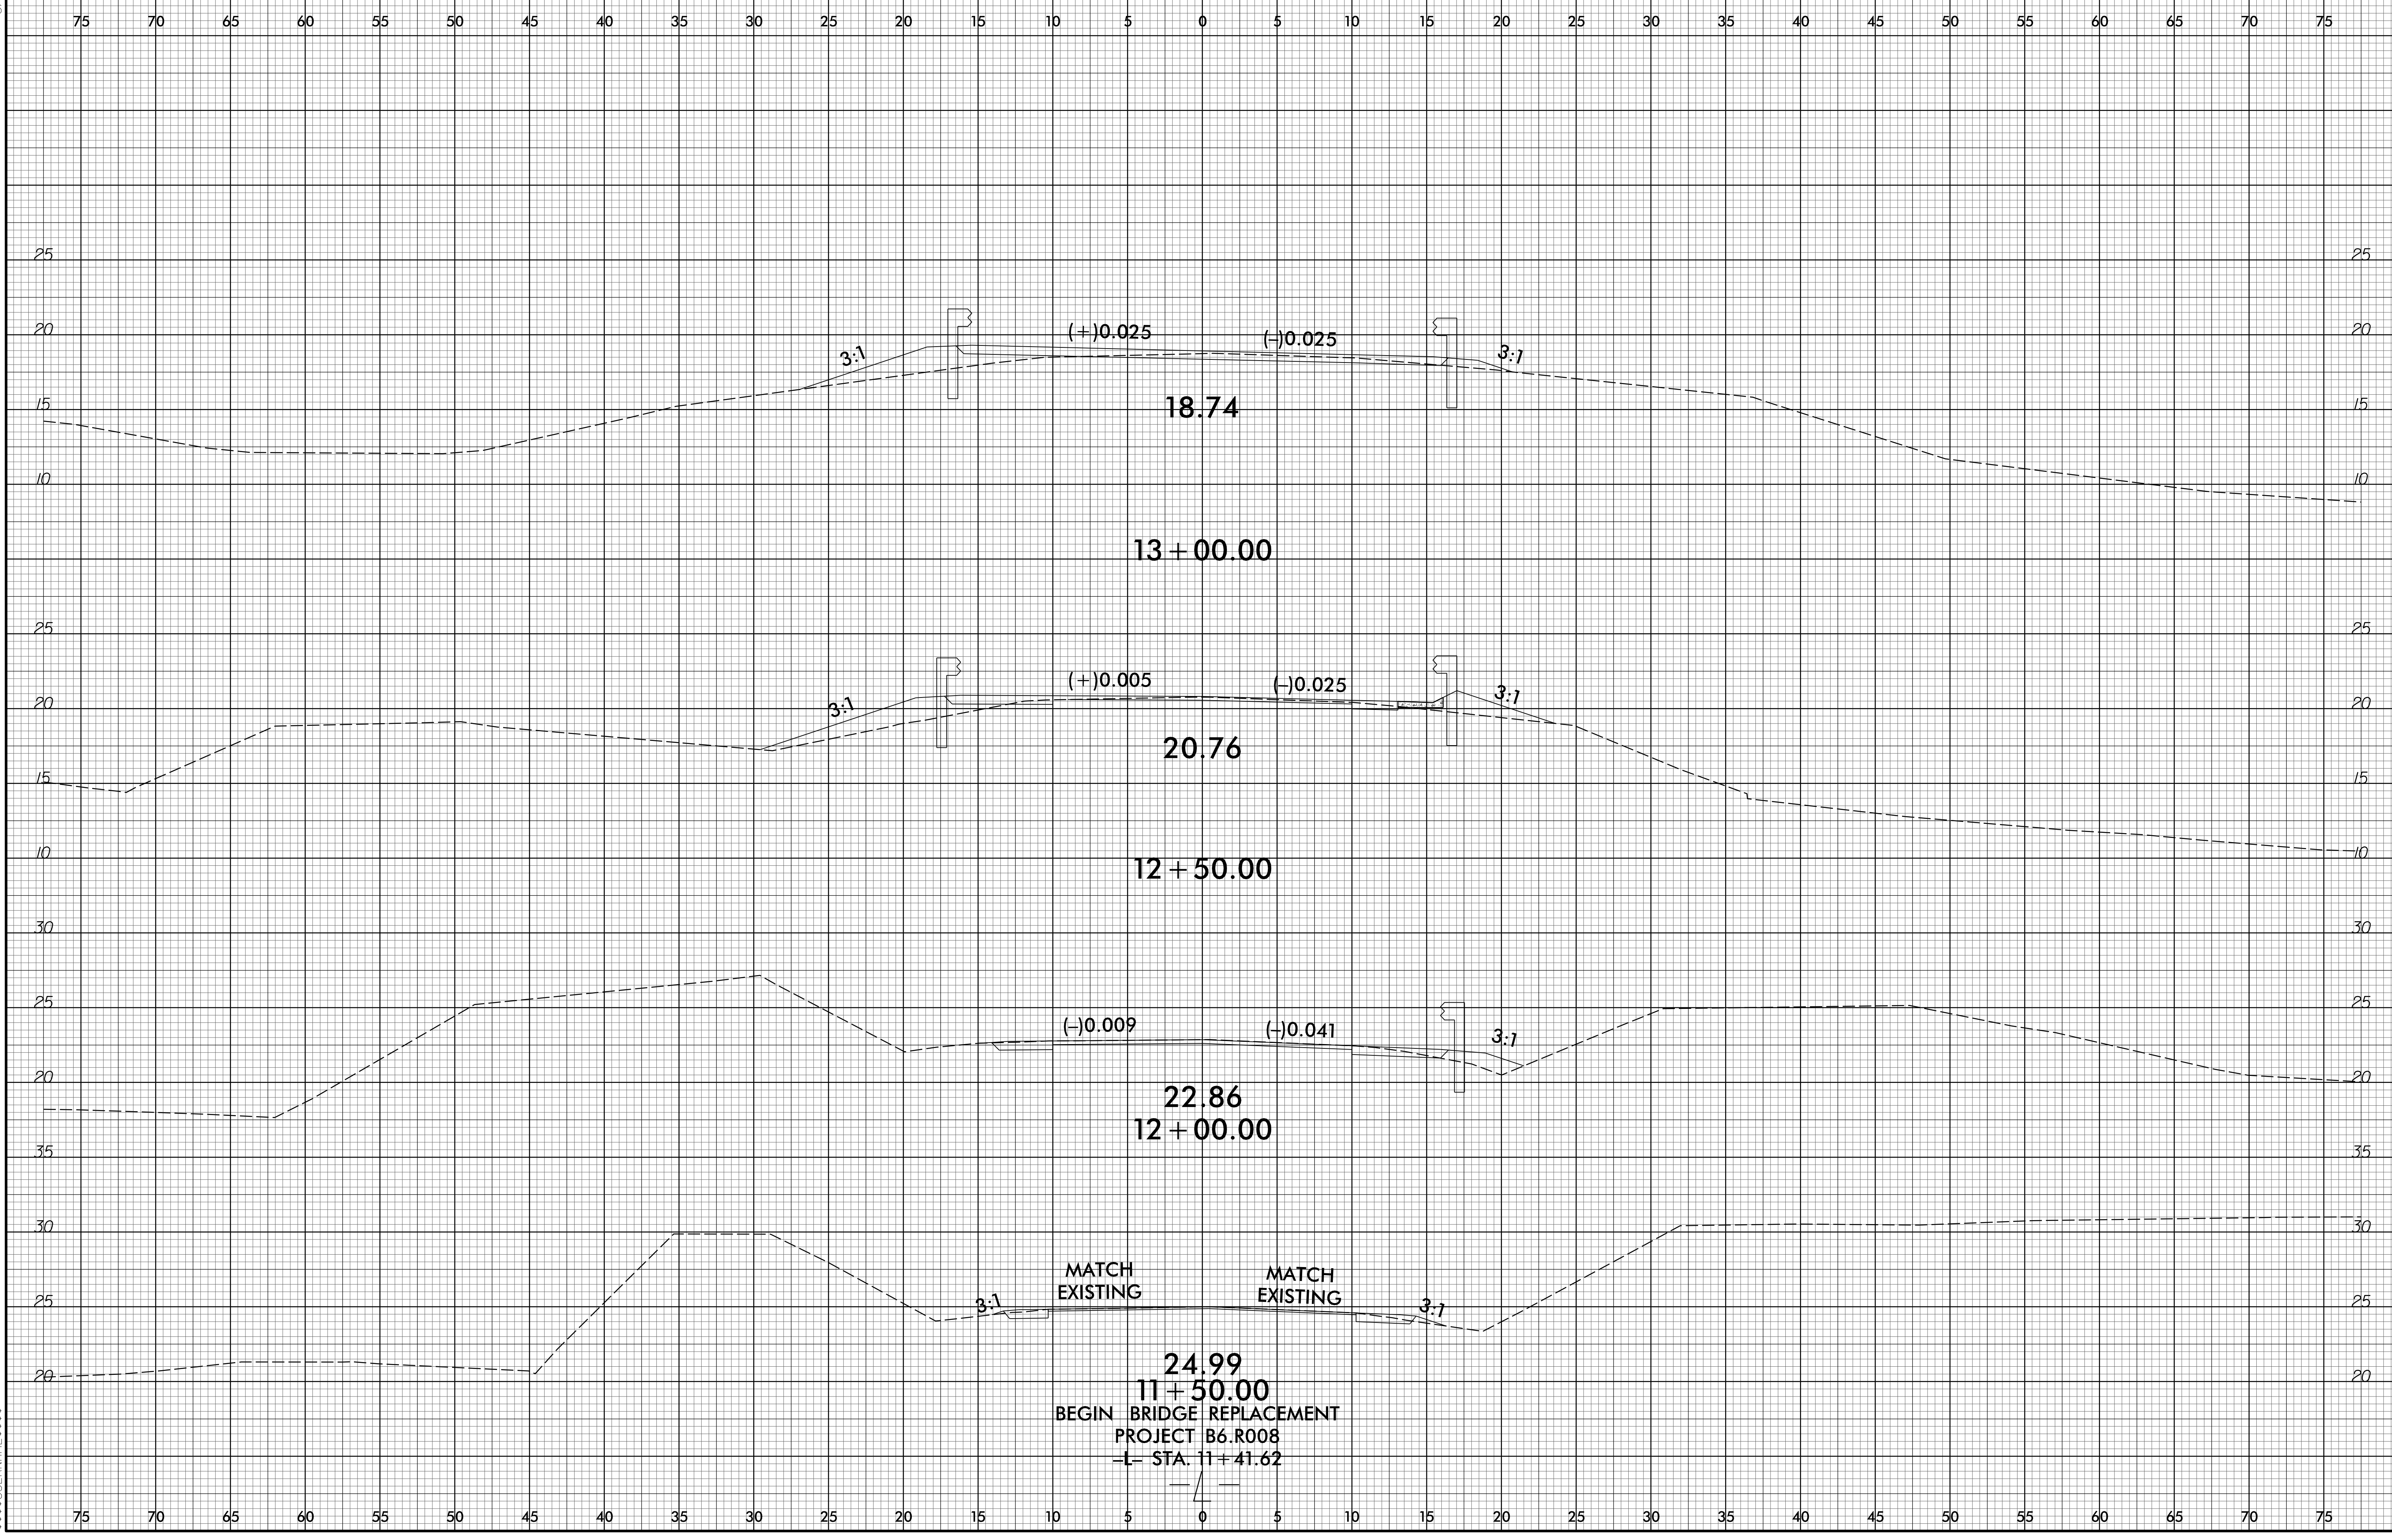 75 70 65 60 55 50 45 40 35 30 25 20 15 10 5 0 5 10 15 20 25 30 35 40 45 50 55 60 65 70 75
25 25
20 (+)0.025 (–)0.025 20
3:1 3:1
15 18.74 15
10 10
13+00.00
25 25
(+)0.005 (–)0.025
20 3:1 3:1 20
20.76
15 15
10 10
12+50.00
30 30
25 25
(–)0.009 (–)0.041 3:1
20 20
22.86
12+00.00
35 35
30 30
MATCH EXISTING MATCH EXISTING
25 3:1 3:1 25
24.99
20 20
11+50.00
BEGIN BRIDGE REPLACEMENT
PROJECT B6.R008
–L– STA. 11+41.62
75 70 65 60 55 50 45 40 35 30 25 20 15 10 5 0 5 10 15 20 25 30 35 40 45 50 55 60 65 70 75